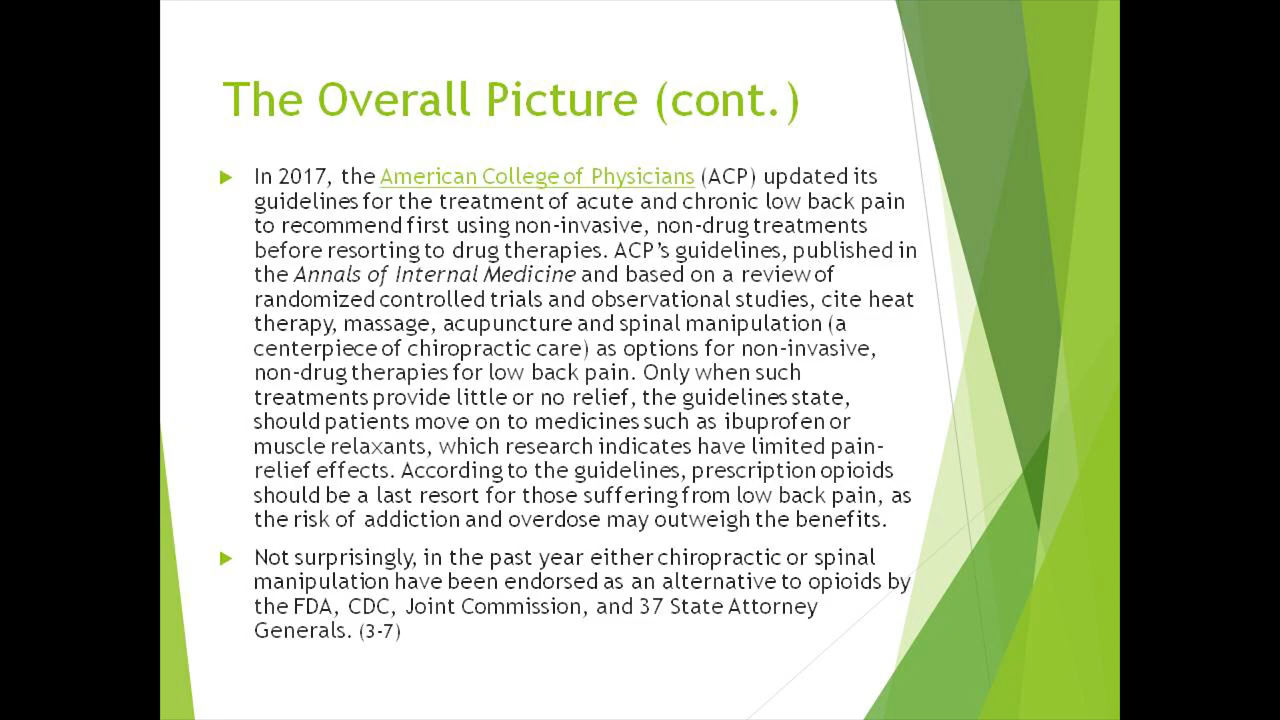 The Overall Picture (cont.)
In 2017, the American College of Physicians (ACP) updated its
guidelines for the treatment of acute and chronic low back pain
to recommend first using non-invasive, non-drug treatments
before resorting to drug therapies. ACP's guidelines, published in
the Annals of Internal Medicine and based on a review of
randomized controlled trials and observational studies, cite heat
therapy, massage, acupuncture and spinal manipulation (a
centerpiece of chiropractic care) as options for non-invasive,
non-drug therapies for low back pain. Only when such
treatments provide little or no relief, the guidelines state,
should patients move on to medicines such as ibuprofen or
muscle relaxants, which research indicates have limited pain-
relief effects. According to the guidelines, prescription opioids
should be a last resort for those suffering from low back pain, as
the risk of addiction and overdose may outweigh the benefits.
Not surprisingly, in the past year either chiropractic or spinal
manipulation have been endorsed as an alternative to opioids by
the FDA, CDC, Joint Commission, and 37 State Attorney
Generals. (3-7)